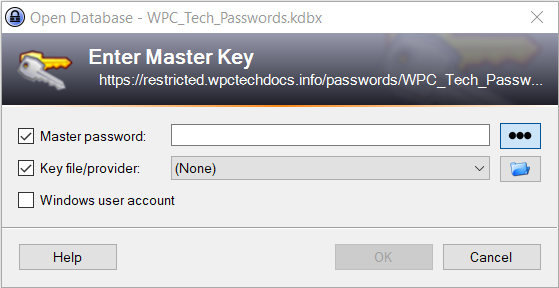 Open Database - WPC_Tech_Passwords.kdbx
Enter Master Key
https://restricted.wpctechdocs.info/passwords/WPC_Tech_Passw...
Master password:
Key file/provider: (None)
Windows user account
Help OK Cancel